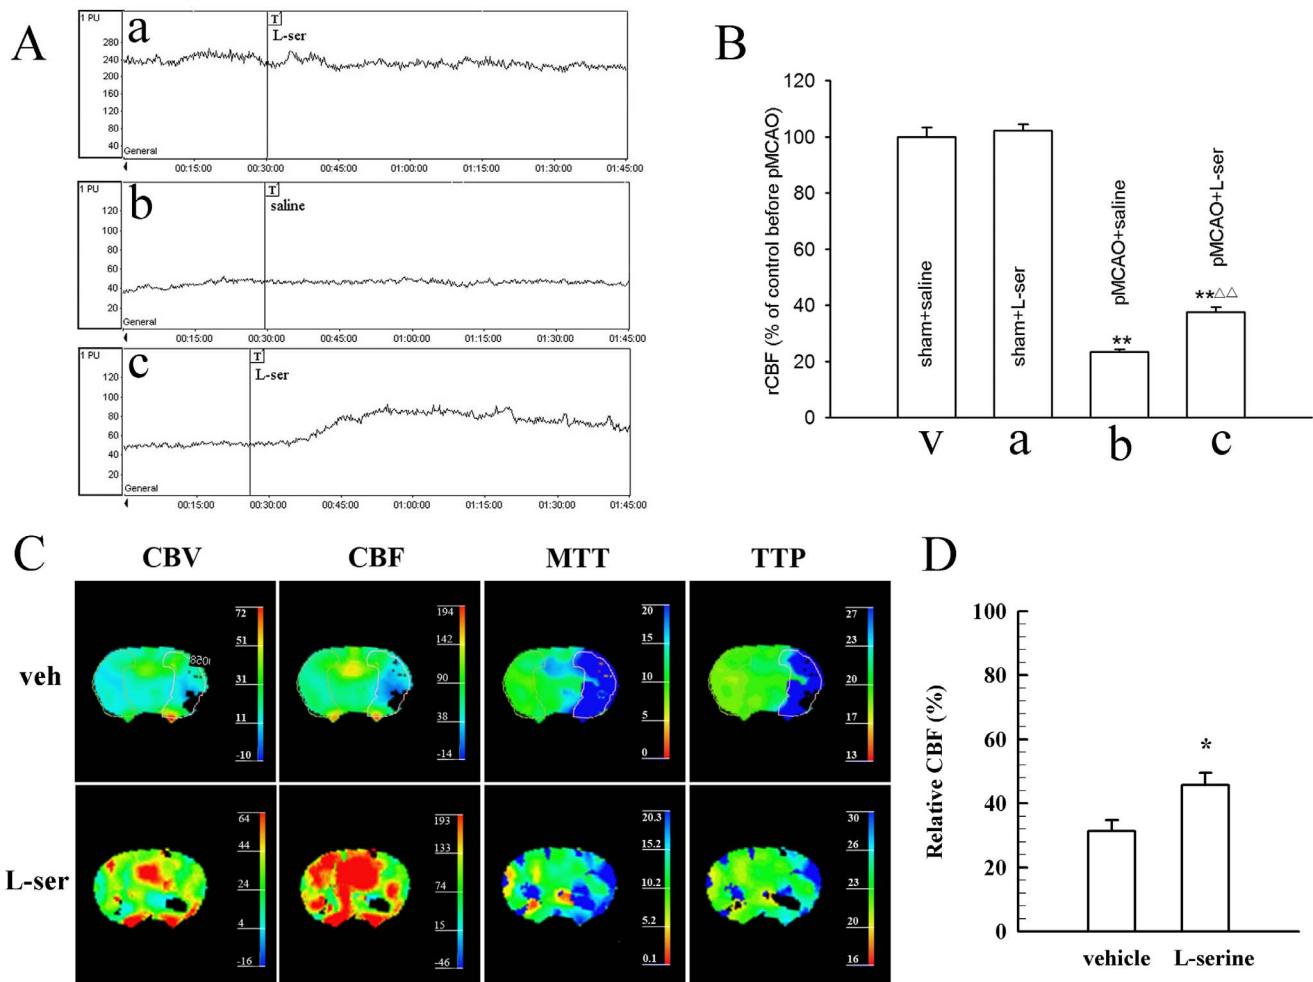 A
1 PU
a
T
L-ser
280
240
200
160
120
80
40
General
00:15:00 00:30:00 00:45:00 01:00:00 01:15:00 01:30:00 01:45:00
1 PU
b
T
saline
120
100
80
60
40
20
General
00:15:00 00:30:00 00:45:00 01:00:00 01:15:00 01:30:00 01:45:00
1 PU
c
T
L-ser
120
100
80
60
40
20
General
00:15:00 00:30:00 00:45:00 01:00:00 01:15:00 01:30:00 01:45:00
B
rCBF (% of control before pMCAO)
120
100
80
60
40
20
0
sham+saline
sham+L-ser
pMCAO+saline
pMCAO+L-ser
**
**△△
v a b c
C
CBV CBF MTT TTP
veh
72
51
31
11
-10
194
142
90
38
-14
20
15
10
5
0
27
23
20
17
13
L-ser
64
44
24
4
-16
193
133
74
15
-46
20.3
15.2
10.2
5.2
0.1
30
26
23
20
16
D
Relative CBF (%)
100
80
60
40
20
0
*
vehicle L-serine